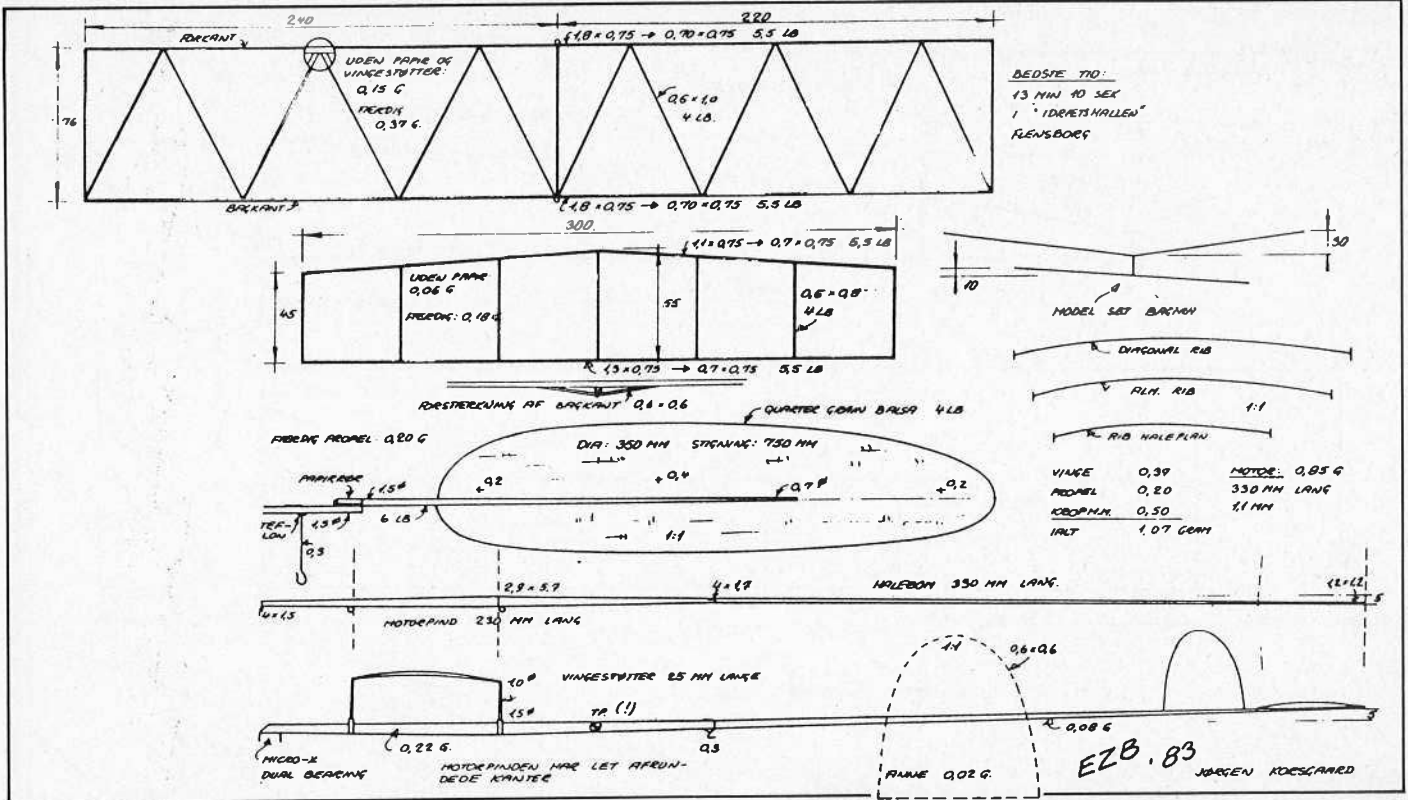 240
220
FORKANT
1,8 × 0,75 → 0,70 × 0,75 5,5 LB
UDEN PAPIR OG
VINGESTØTTER:
0,15 G
FÆRDIG
0,37 G.
0,6 × 1,0
4 LB.
76
BEDSTE TID:
13 MIN 10 SEK
I "IDRÆTSHALLEN"
FLENSBORG
BAGKANT
1,8 × 0,75 → 0,70 × 0,75 5,5 LB
300
1,1 × 0,75 → 0,7 × 0,75 5,5 LB
UDEN PAPIR
0,06 G
FÆRDIG: 0,18 G
45
55
0,6 × 0,8
4 LB
1,3 × 0,75 → 0,7 × 0,75 5,5 LB
30
10
MODEL SET BAGFRA
DIAGONAL RIB
ALM. RIB
1:1
RIB HALEPLAN
FORSTÆRKNING AF BAGKANT 0,6 × 0,6
QUARTER GRAIN BALSA 4 LB
FÆRDIG PROPEL 0,20 G
DIA: 350 MM STIGNING: 750 MM
PAPIRRØR
1,5 ø
+ 0,2
+ 0,4
0,7 ø
+ 0,2
TEF-
LON
1,5 ø
6 LB
0,3
1:1
VINGE 0,37
PROPEL 0,20
KROP M.M. 0,50
IALT 1,07 GRAM
MOTOR: 0,85 G
330 MM LANG
1,1 MM
2,9 × 5,7
4 × 1,7
HALEBOM 330 MM LANG.
1,2 × 1,2
5
4 × 1,5
MOTORPIND 230 MM LANG
1:1
0,6 × 0,6
1,0 ø
VINGESTØTTER 25 MM LANGE
1,5 ø
TP. (!)
0,22 G.
0,3
0,08 G
5
MICRO-X
DUAL BEARING
MOTORPINDEN HAR LET AFRUN-
DEDE KANTER
FINNE 0,02 G.
EZB. 83
JØRGEN KORSGAARD